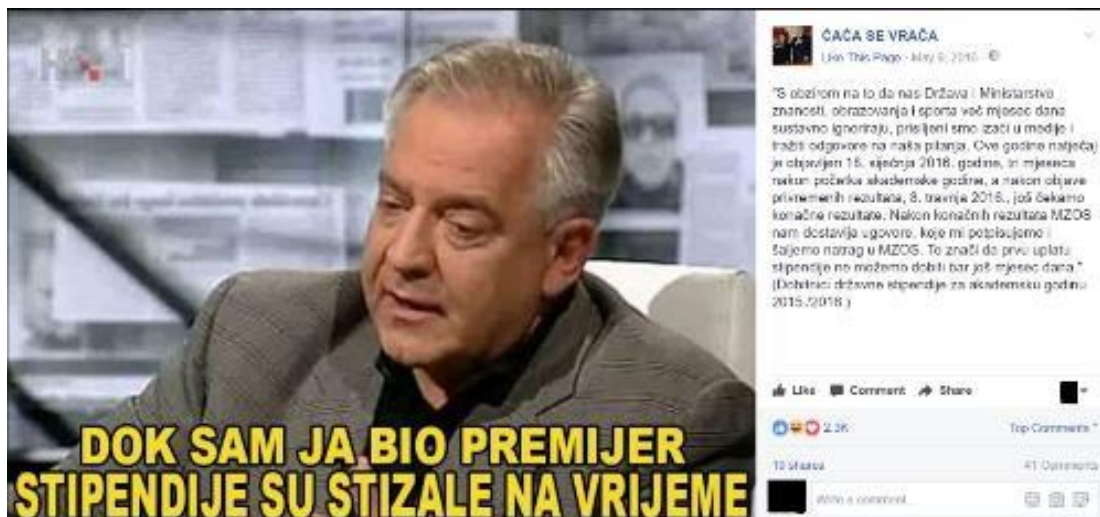 HRT
DOK SAM JA BIO PREMIJER
STIPENDIJE SU STIZALE NA VRIJEME
ĆAĆA SE VRAĆA
Like This Page · May 9, 2016 ·
"S obzirom na to da nas Država i Ministarstvo
znanosti, obrazovanja i sporta već mjesec dana
sustavno ignoriraju, prisiljeni smo izaći u medije i
tražiti odgovore na naša pitanja. Ove godine natječaj
je objavljen 15. siječnja 2016. godine, tri mjeseca
nakon početka akademske godine, a nakon objave
privremenih rezultata, 8. travnja 2016., još čekamo
konačne rezultate. Nakon konačnih rezultata MZOS
nam dostavlja ugovore, koje mi potpisujemo i
šaljemo natrag u MZOS. To znači da prvu uplatu
stipendije ne možemo dobiti bar još mjesec dana."
(Dobitnici državne stipendije za akademsku godinu
2015./2016.)
Like Comment Share
2.3K Top Comments
10 shares 41 Comments
Write a comment...